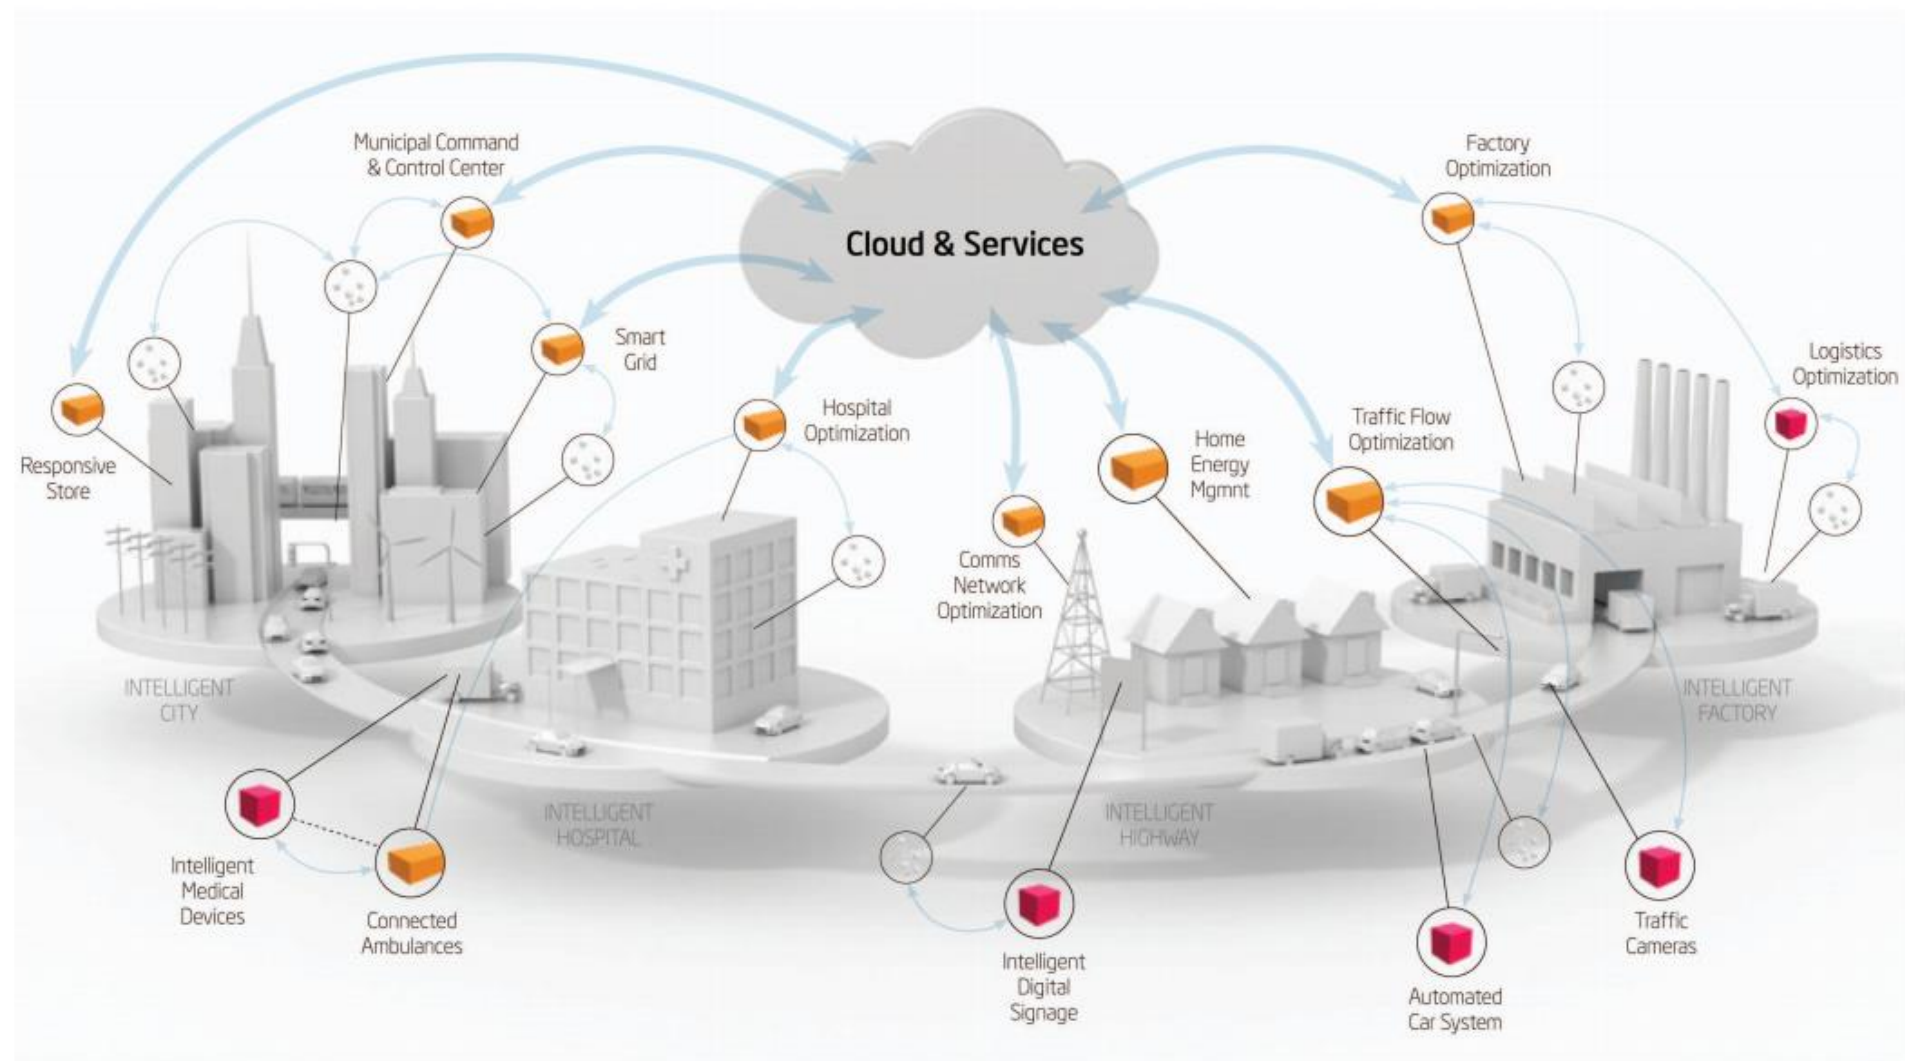 Municipal Command
& Control Center
Factory
Optimization
Cloud & Services
Smart
Grid
Logistics
Optimization
Responsive
Store
Hospital
Optimization
Home
Energy
Mgmnt
Traffic Flow
Optimization
Comms
Network
Optimization
INTELLIGENT
CITY
INTELLIGENT
FACTORY
INTELLIGENT
HOSPITAL
INTELLIGENT
HIGHWAY
Intelligent
Medical
Devices
Connected
Ambulances
Intelligent
Digital
Signage
Traffic
Cameras
Automated
Car System